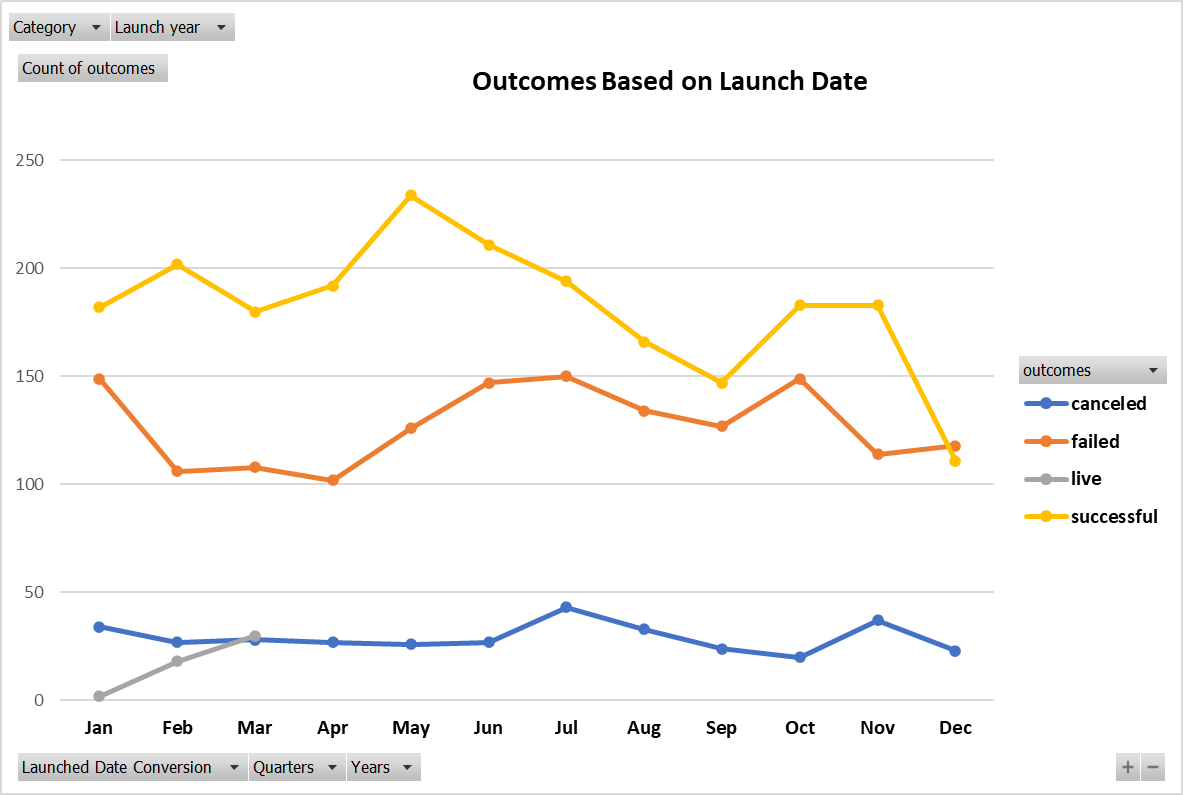 Category Launch year
Count of outcomes
Outcomes Based on Launch Date
250
200
150
100
50
0
Jan Feb Mar Apr May Jun Jul Aug Sep Oct Nov Dec
outcomes
canceled
failed
live
successful
Launched Date Conversion Quarters Years
+ −